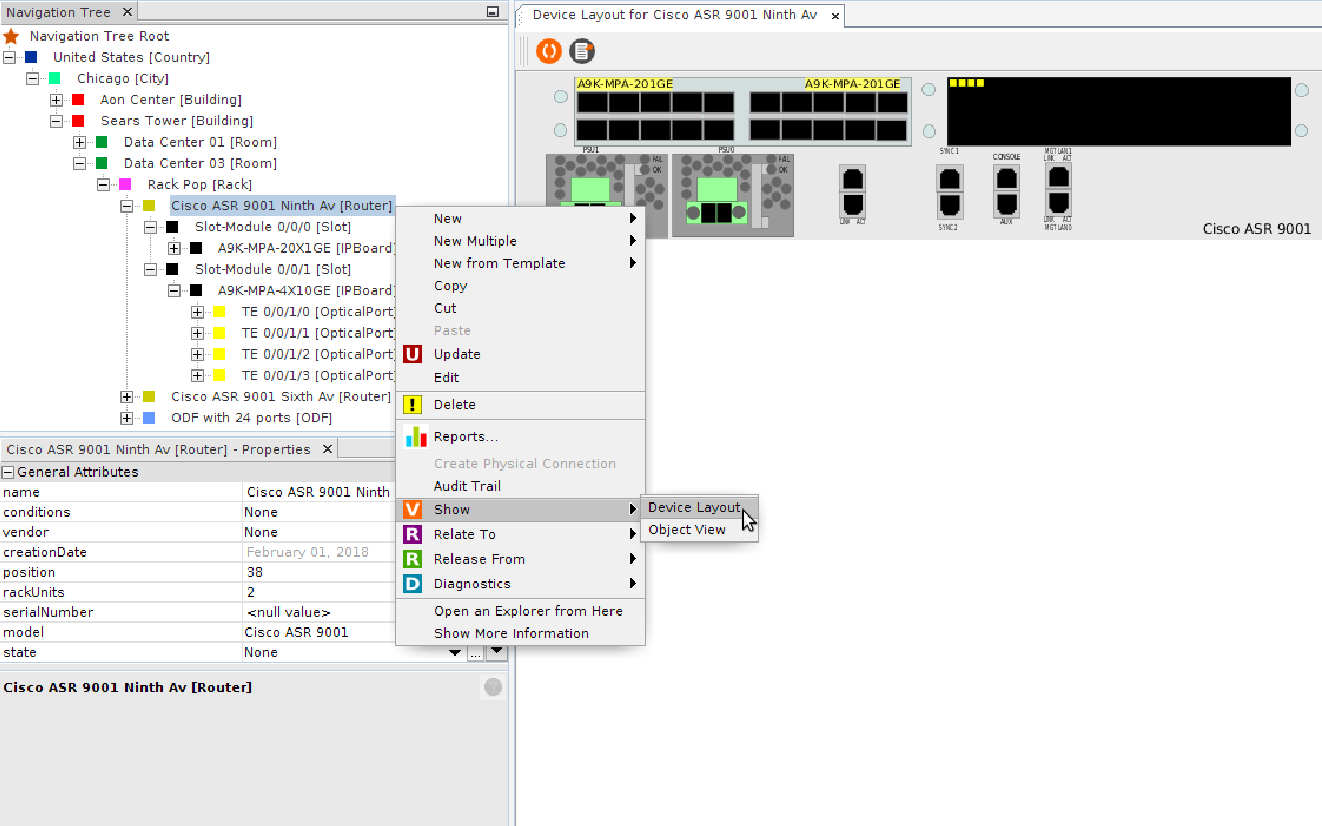 Navigation Tree
Navigation Tree Root
United States [Country]
Chicago [City]
Aon Center [Building]
Sears Tower [Building]
Data Center 01 [Room]
Data Center 03 [Room]
Rack Pop [Rack]
Cisco ASR 9001 Ninth Av [Router]
Slot-Module 0/0/0 [Slot]
A9K-MPA-20X1GE [IPBoard]
Slot-Module 0/0/1 [Slot]
A9K-MPA-4X10GE [IPBoard]
TE 0/0/1/0 [OpticalPort]
TE 0/0/1/1 [OpticalPort]
TE 0/0/1/2 [OpticalPort]
TE 0/0/1/3 [OpticalPort]
Cisco ASR 9001 Sixth Av [Router]
ODF with 24 ports [ODF]
Cisco ASR 9001 Ninth Av [Router] - Properties
General Attributes
name Cisco ASR 9001 Ninth
conditions None
vendor None
creationDate February 01, 2018
position 38
rackUnits 2
serialNumber <null value>
model Cisco ASR 9001
state None
...
Cisco ASR 9001 Ninth Av [Router]
New
New Multiple
New from Template
Copy
Cut
Paste
U Update
Edit
! Delete
Reports...
Create Physical Connection
Audit Trail
V Show
R Relate To
R Release From
D Diagnostics
Open an Explorer from Here
Show More Information
Device Layout
Object View
Device Layout for Cisco ASR 9001 Ninth Av
A9K-MPA-201GE
A9K-MPA-201GE
PSU1
PSU0
FAL
OK
FAL
OK
LINK ACT
SYNC1
SYNC2
CONSOLE
AUX
MGTLAN1
LINK ACT
LINK ACT
MGTLAN0
Cisco ASR 9001